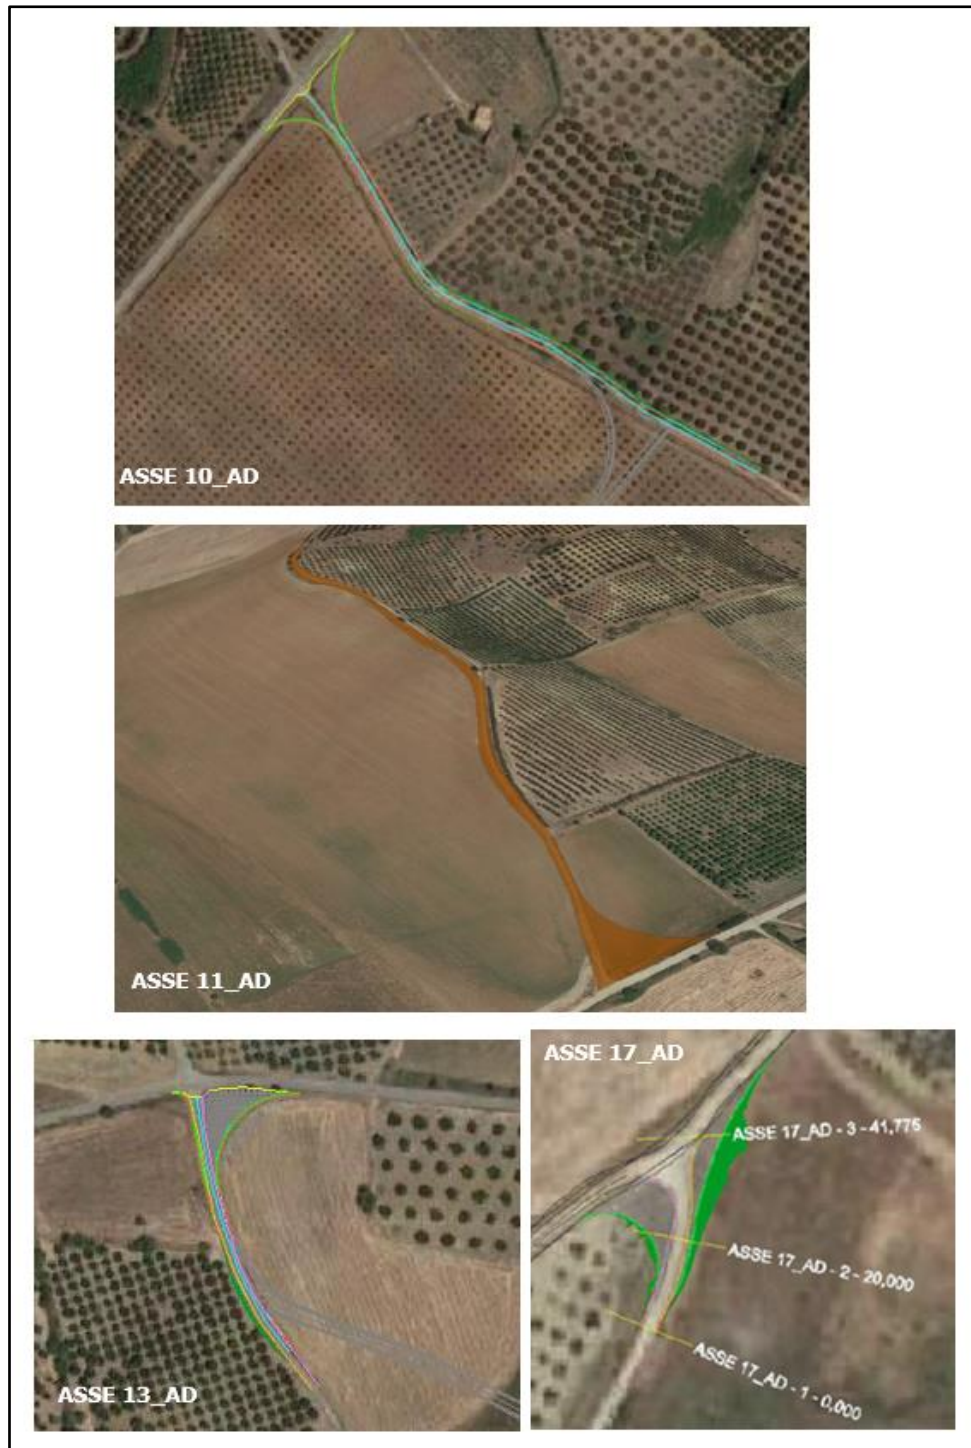 ASSE 10_AD
ASSE 11_AD
ASSE 17_AD
ASSE 17_AD - 3 - 41,775
ASSE 17_AD - 2 - 20,000
ASSE 17_AD - 1 - 0,000
ASSE 13_AD